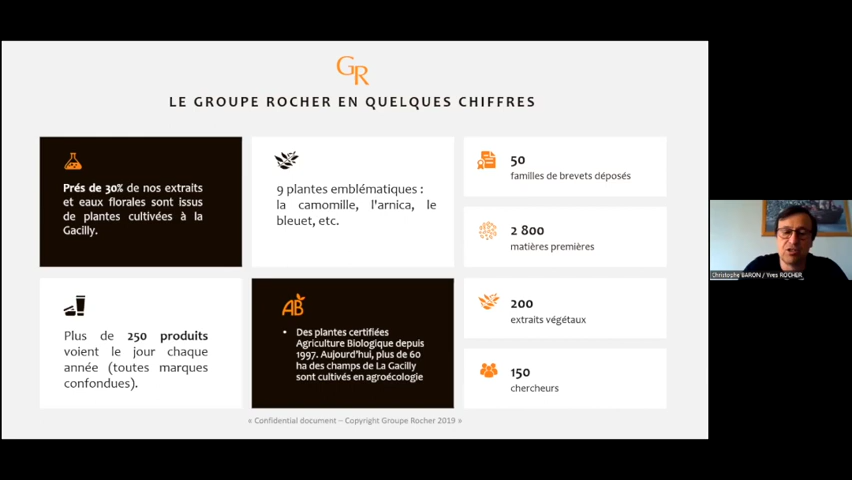 GR
LE GROUPE ROCHER EN QUELQUES CHIFFRES
Prés de 30% de nos extraits
et eaux florales sont issus
de plantes cultivées à la
Gacilly.
9 plantes emblématiques :
la camomille, l'arnica, le
bleuet, etc.
50
familles de brevets déposés
2 800
matières premières
Plus de 250 produits
voient le jour chaque
année (toutes marques
confondues).
AB
• Des plantes certifiées
Agriculture Biologique depuis
1997. Aujourd'hui, plus de 60
ha des champs de La Gacilly
sont cultivés en agroécologie
200
extraits végétaux
150
chercheurs
« Confidential document – Copyright Groupe Rocher 2019 »
Christophe BARON / Yves ROCHER